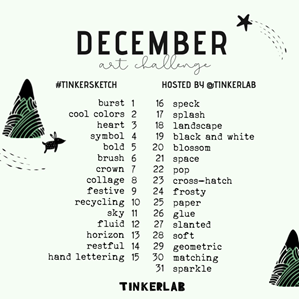 DECEMBER
art challenge
#TINKERSKETCH HOSTED BY @TINKERLAB
burst 1
cool colors 2
heart 3
symbol 4
bold 5
brush 6
crown 7
collage 8
festive 9
recycling 10
sky 11
fluid 12
horizon 13
restful 14
hand lettering 15
16 speck
17 splash
18 landscape
19 black and white
20 blossom
21 space
22 pop
23 cross-hatch
24 frosty
25 paper
26 glue
27 slanted
28 soft
29 geometric
30 matching
31 sparkle
TINKERLAB